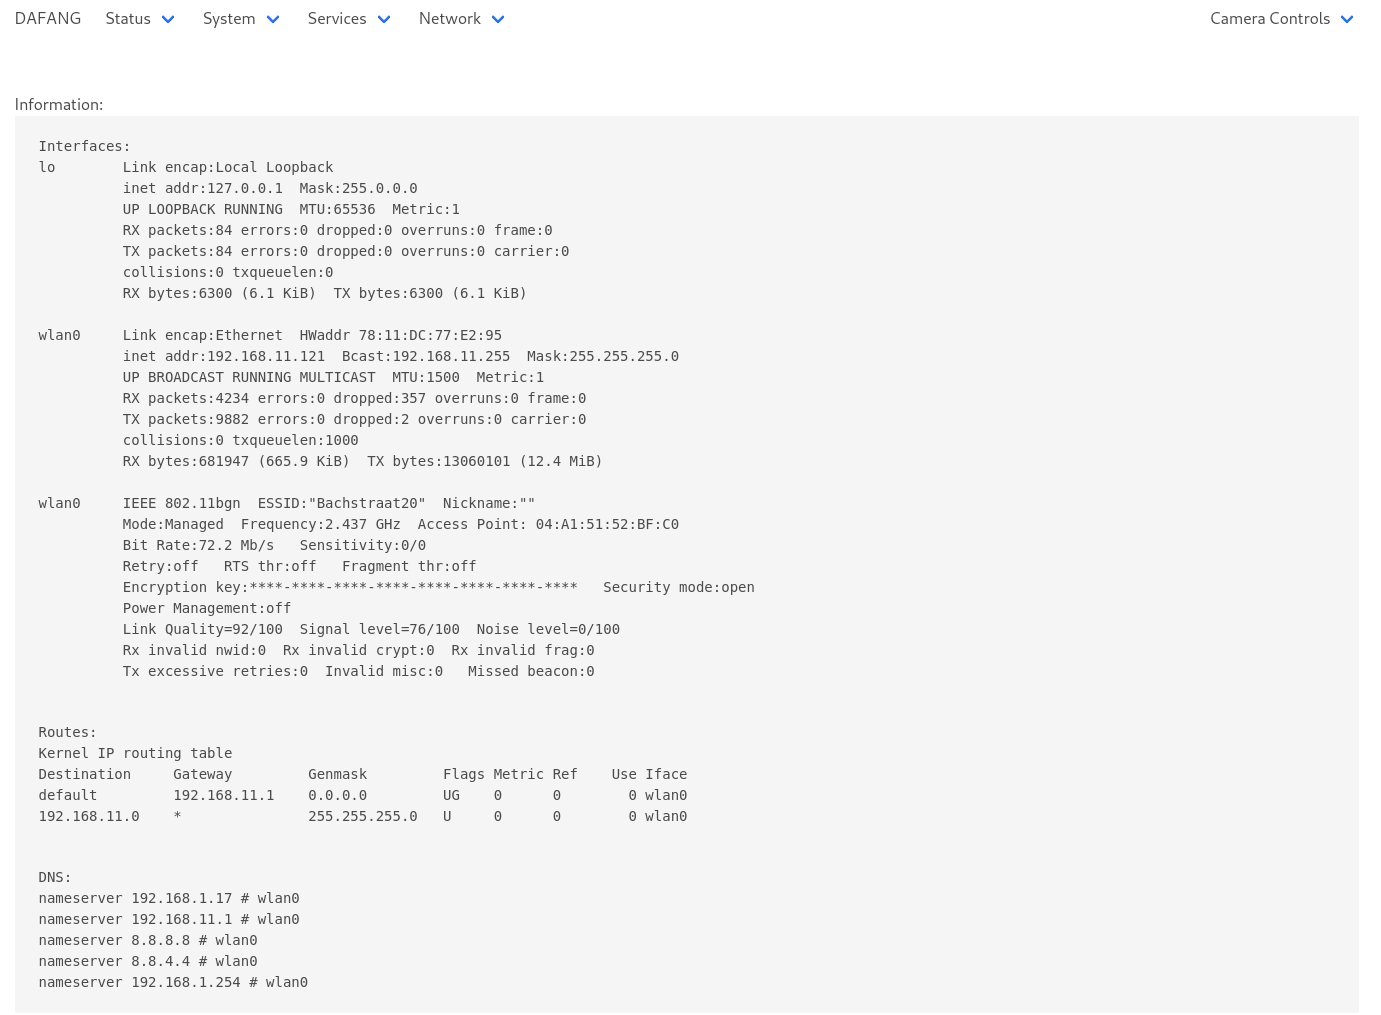 DAFANG Status System Services Network Camera Controls
Information:
Interfaces:
lo        Link encap:Local Loopback
          inet addr:127.0.0.1  Mask:255.0.0.0
          UP LOOPBACK RUNNING  MTU:65536  Metric:1
          RX packets:84 errors:0 dropped:0 overruns:0 frame:0
          TX packets:84 errors:0 dropped:0 overruns:0 carrier:0
          collisions:0 txqueuelen:0
          RX bytes:6300 (6.1 KiB)  TX bytes:6300 (6.1 KiB)

wlan0     Link encap:Ethernet  HWaddr 78:11:DC:77:E2:95
          inet addr:192.168.11.121  Bcast:192.168.11.255  Mask:255.255.255.0
          UP BROADCAST RUNNING MULTICAST  MTU:1500  Metric:1
          RX packets:4234 errors:0 dropped:357 overruns:0 frame:0
          TX packets:9882 errors:0 dropped:2 overruns:0 carrier:0
          collisions:0 txqueuelen:1000
          RX bytes:681947 (665.9 KiB)  TX bytes:13060101 (12.4 MiB)

wlan0     IEEE 802.11bgn  ESSID:"Bachstraat20"  Nickname:""
          Mode:Managed  Frequency:2.437 GHz  Access Point: 04:A1:51:52:BF:C0
          Bit Rate:72.2 Mb/s   Sensitivity:0/0
          Retry:off   RTS thr:off   Fragment thr:off
          Encryption key:****-****-****-****-****-****-****-****   Security mode:open
          Power Management:off
          Link Quality=92/100  Signal level=76/100  Noise level=0/100
          Rx invalid nwid:0  Rx invalid crypt:0  Rx invalid frag:0
          Tx excessive retries:0  Invalid misc:0   Missed beacon:0

Routes:
Kernel IP routing table
Destination     Gateway         Genmask         Flags Metric Ref    Use Iface
default         192.168.11.1    0.0.0.0         UG    0      0        0 wlan0
192.168.11.0    *               255.255.255.0   U     0      0        0 wlan0

DNS:
nameserver 192.168.1.17 # wlan0
nameserver 192.168.11.1 # wlan0
nameserver 8.8.8.8 # wlan0
nameserver 8.8.4.4 # wlan0
nameserver 192.168.1.254 # wlan0